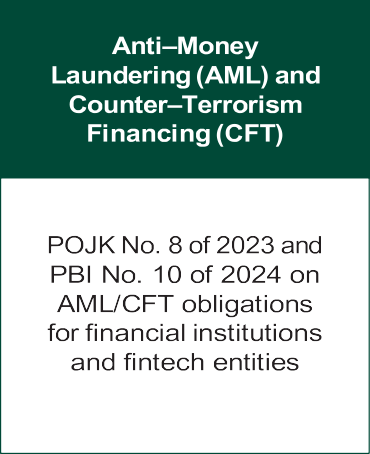 Anti–Money
Laundering (AML) and
Counter–Terrorism
Financing (CFT)
POJK No. 8 of 2023 and
PBI No. 10 of 2024 on
AML/CFT obligations
for financial institutions
and fintech entities